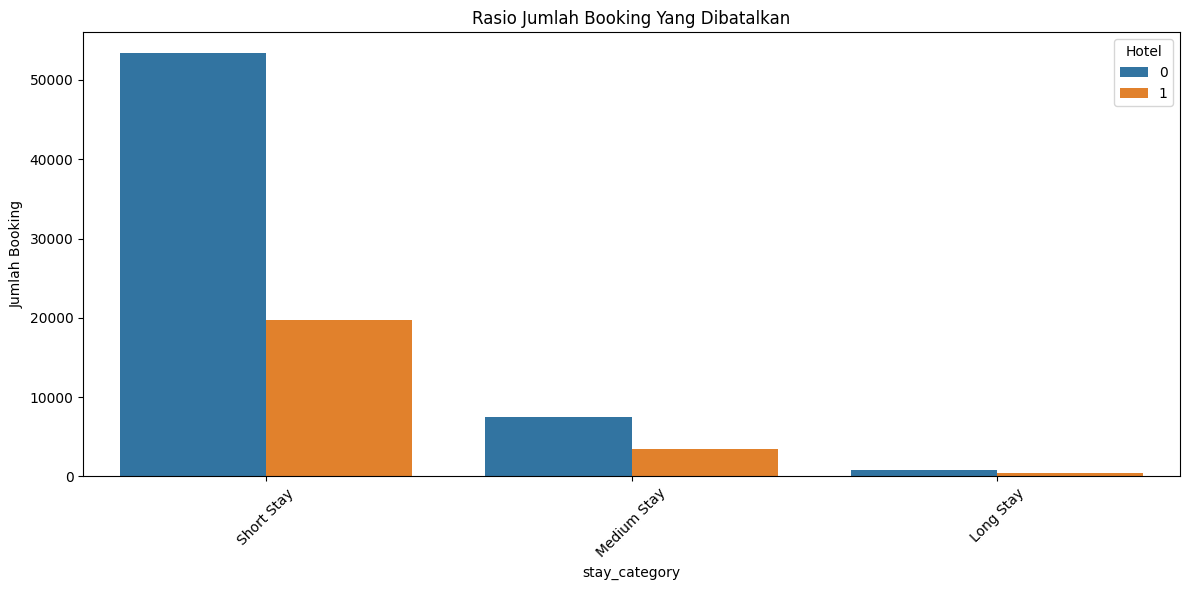 Rasio Jumlah Booking Yang Dibatalkan
Hotel
0
1
Jumlah Booking
50000
40000
30000
20000
10000
0
Short Stay
Medium Stay
Long Stay
stay_category